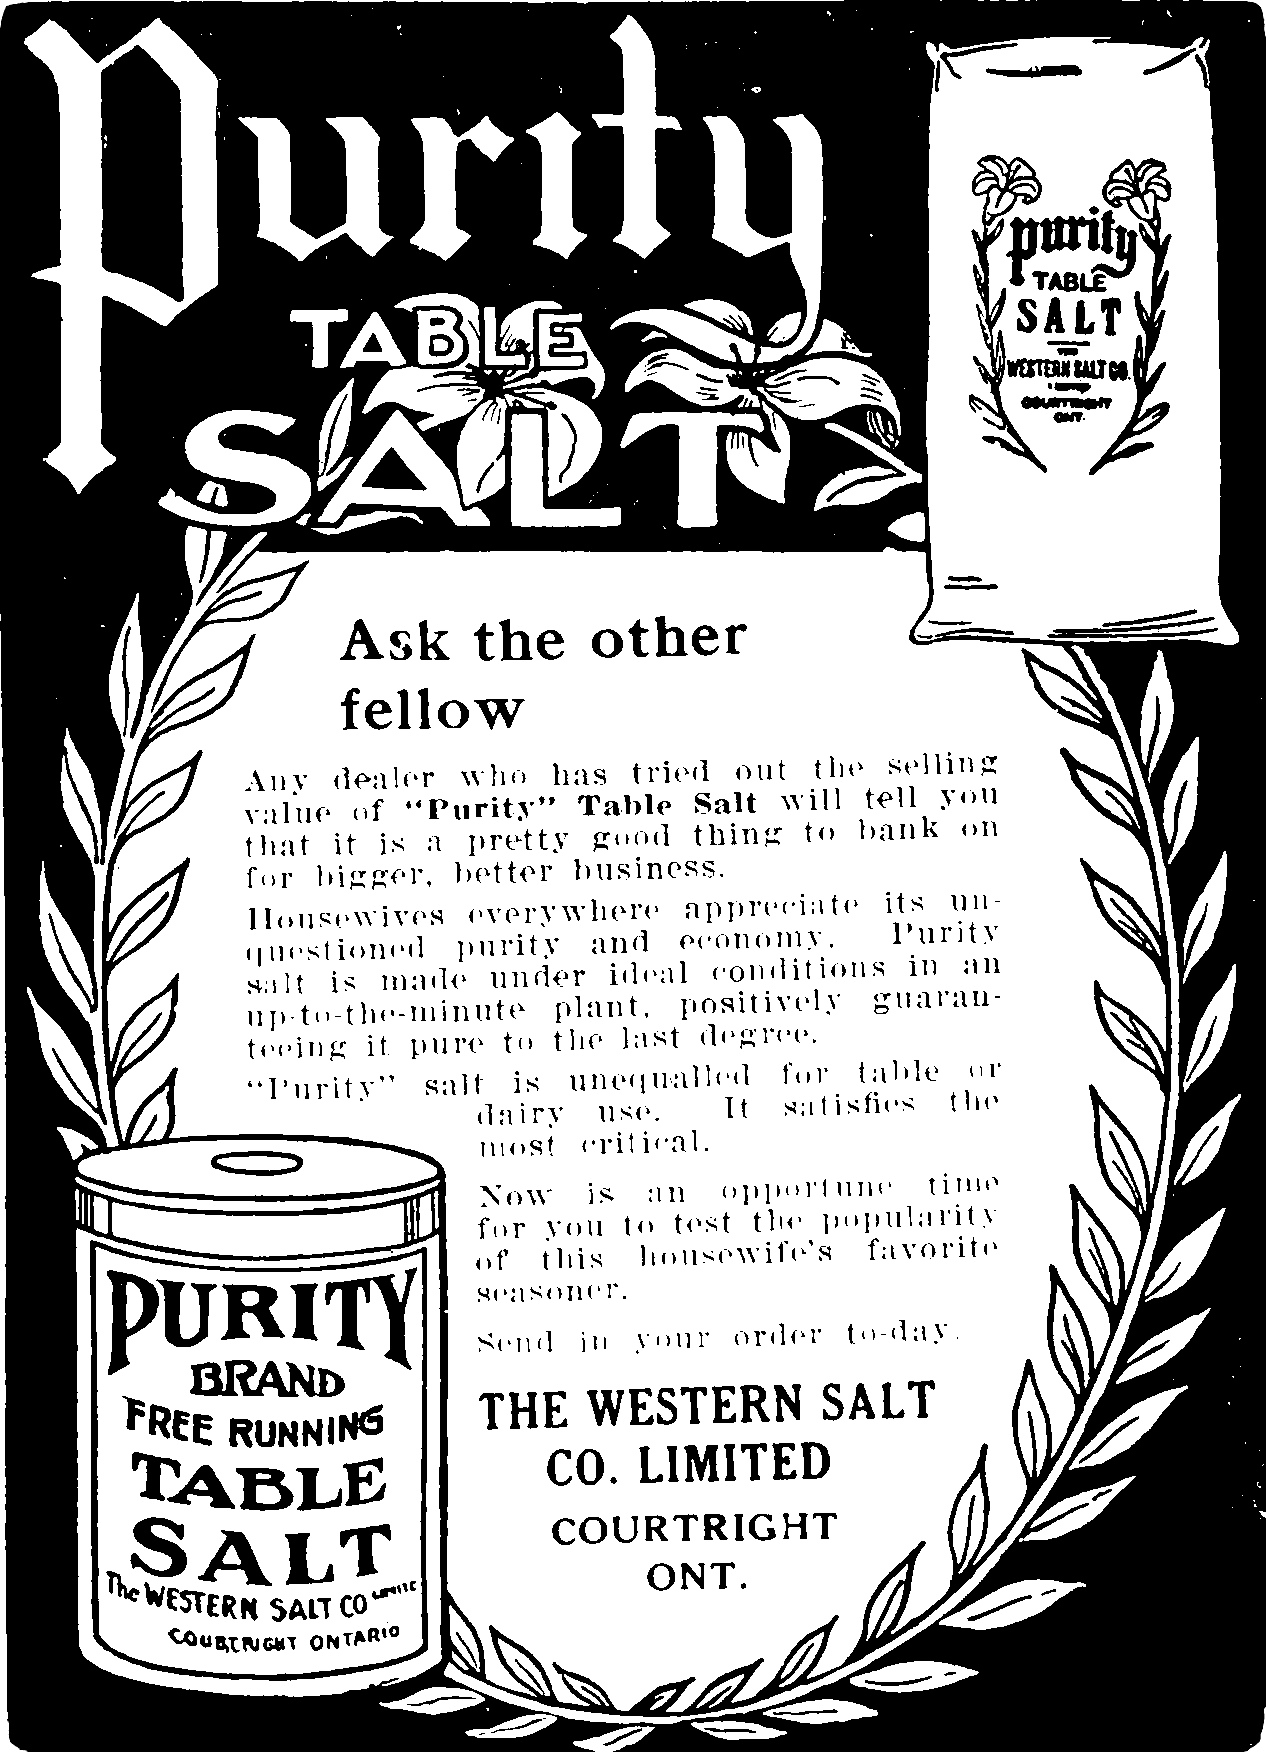 Purity
TABLE
SALT
purity
TABLE
SALT
THE
WESTERN SALT CO.
LIMITED
COURTRIGHT
ONT.
Ask the other
fellow
Any dealer who has tried out the selling
value of "Purity" Table Salt will tell you
that it is a pretty good thing to bank on
for bigger, better business.
Housewives everywhere appreciate its un-
questioned purity and economy. Purity
salt is made under ideal conditions in an
up-to-the-minute plant, positively guaran-
teeing it pure to the last degree.
"Purity" salt is unequalled for table or
dairy use. It satisfies the
most critical.
Now is an opportune time
for you to test the popularity
of this housewife's favorite
seasoner.
Send in your order to-day.
THE WESTERN SALT
CO. LIMITED
COURTRIGHT
ONT.
PURITY
BRAND
FREE RUNNING
TABLE
SALT
The WESTERN SALT CO LIMITED
COURTRIGHT ONTARIO